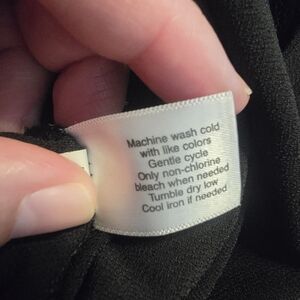 Machine wash cold
with like colors
Gentle cycle
Only non-chlorine
bleach when needed
Tumble dry low
Cool iron if needed